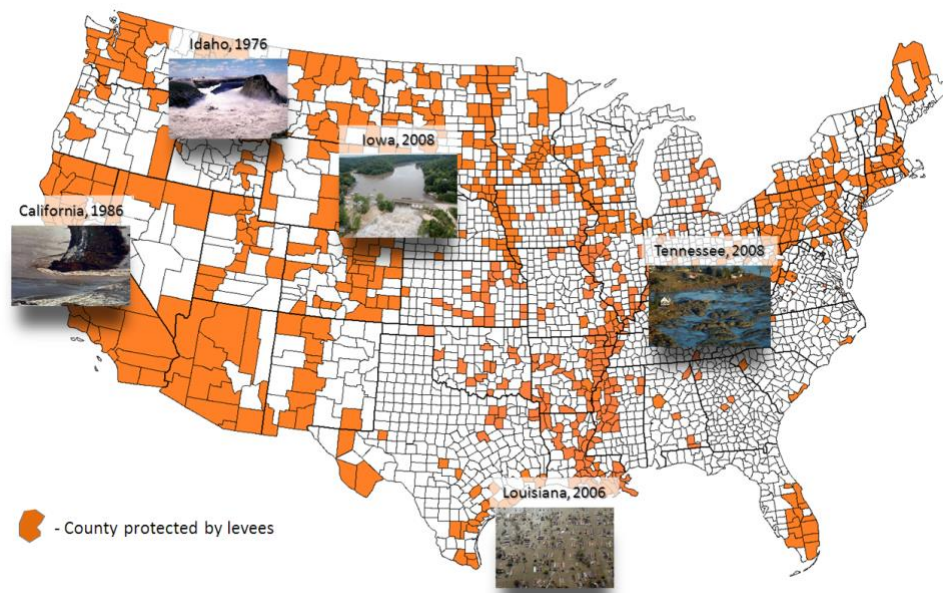 Idaho, 1976
Iowa, 2008
California, 1986
Tennessee, 2008
Louisiana, 2006
- County protected by levees